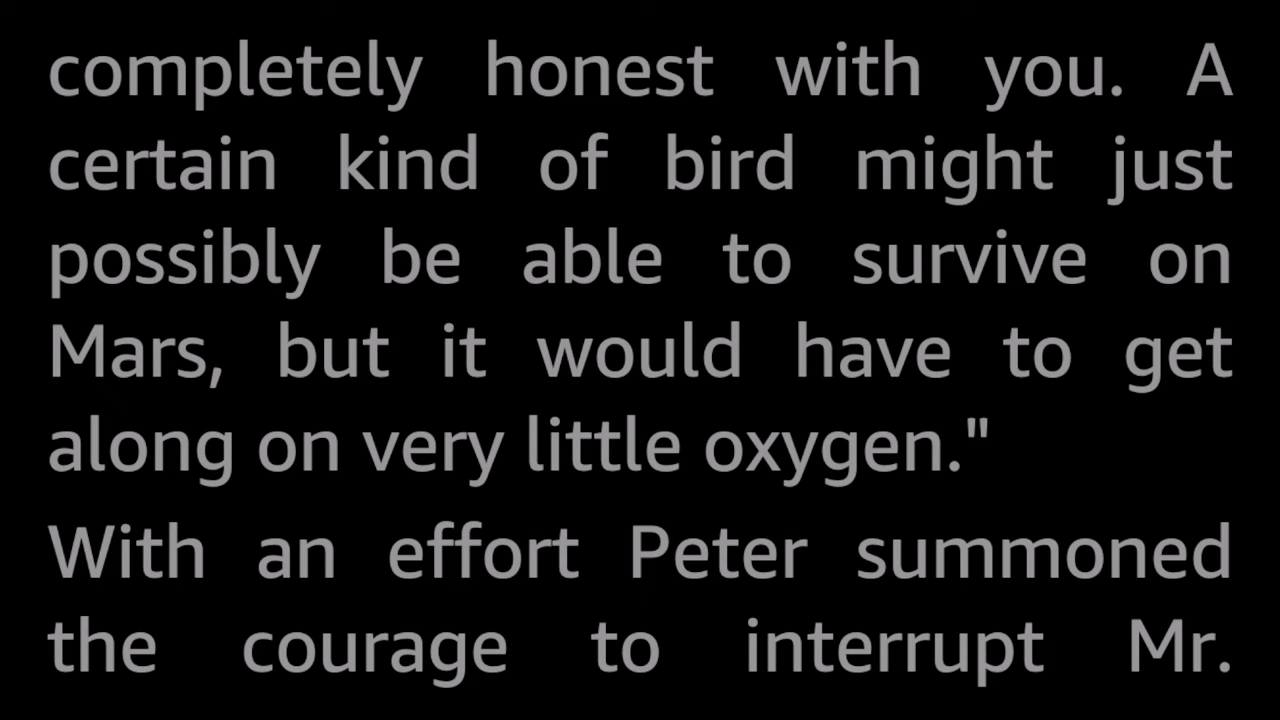 completely honest with you. A
certain kind of bird might just
possibly be able to survive on
Mars, but it would have to get
along on very little oxygen."
With an effort Peter summoned
the courage to interrupt Mr.